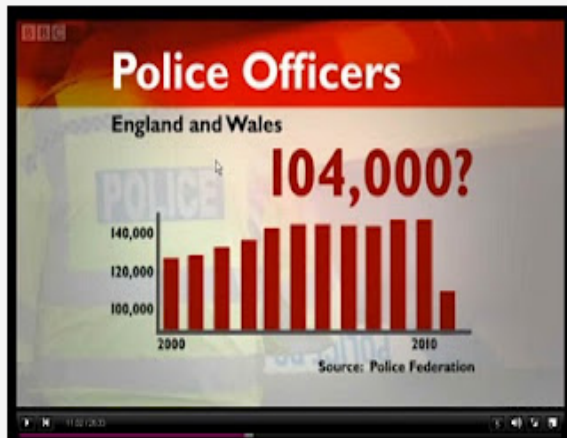 BBC
Police Officers
England and Wales
104,000?
POLICE
140,000
120,000
100,000
2000 2010
Source: Police Federation